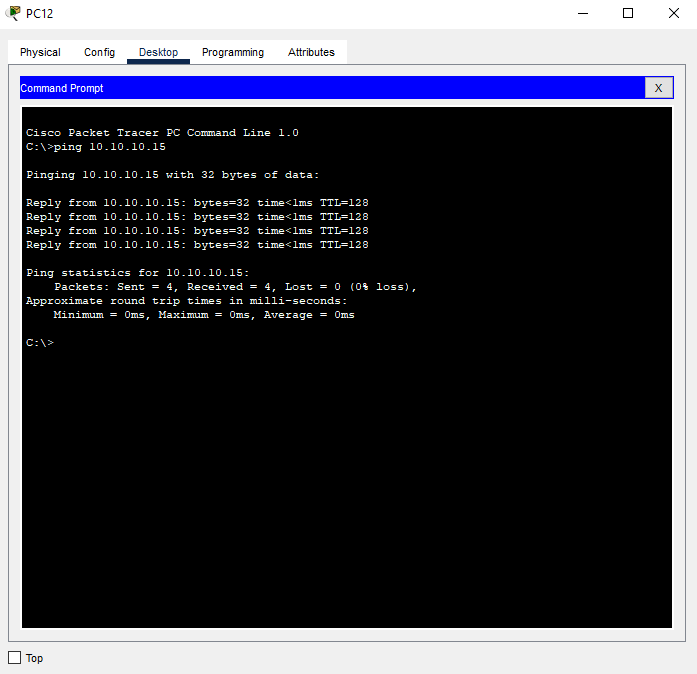 PC12
Physical Config Desktop Programming Attributes
Command Prompt X
Cisco Packet Tracer PC Command Line 1.0
C:\>ping 10.10.10.15
Pinging 10.10.10.15 with 32 bytes of data:
Reply from 10.10.10.15: bytes=32 time<1ms TTL=128
Reply from 10.10.10.15: bytes=32 time<1ms TTL=128
Reply from 10.10.10.15: bytes=32 time<1ms TTL=128
Reply from 10.10.10.15: bytes=32 time<1ms TTL=128
Ping statistics for 10.10.10.15:
    Packets: Sent = 4, Received = 4, Lost = 0 (0% loss),
Approximate round trip times in milli-seconds:
    Minimum = 0ms, Maximum = 0ms, Average = 0ms
C:\>
Top